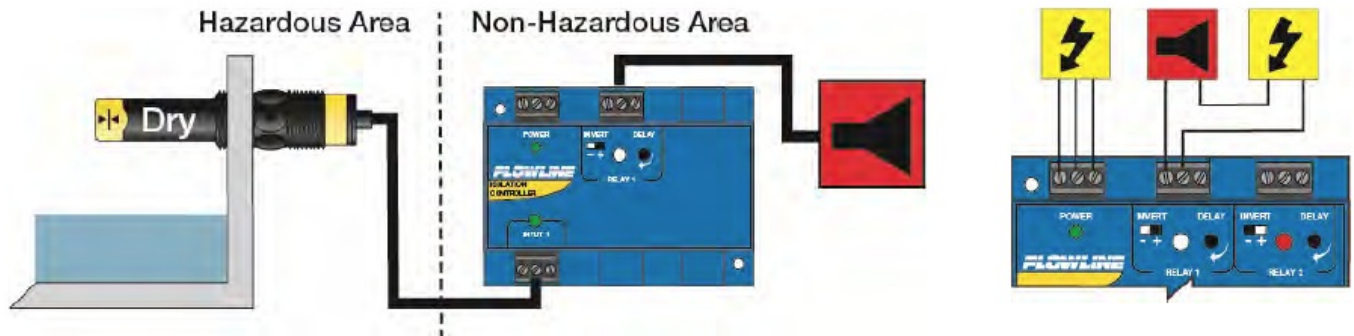 Hazardous Area
Non-Hazardous Area
Dry
POWER
INVERT
DELAY
- +
FLOWLINE
RELAY 1
ISOLATION
CONTROLLER
INPUT 1
POWER
INVERT
DELAY
INVERT
DELAY
- +
- +
FLOWLINE
RELAY 1
RELAY 2